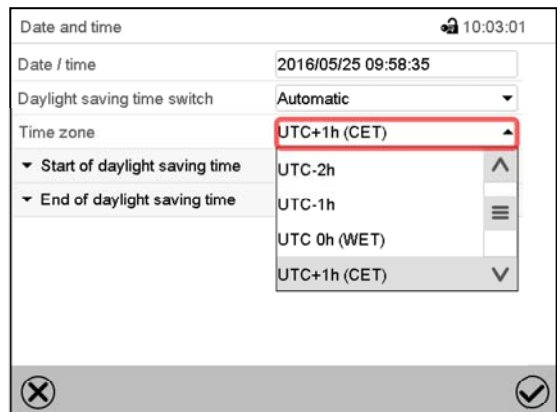 Date and time 10:03:01
Date / time 2016/05/25 09:58:35
Daylight saving time switch Automatic
Time zone UTC+1h (CET)
Start of daylight saving time UTC-2h
End of daylight saving time UTC-1h
UTC 0h (WET)
UTC+1h (CET)